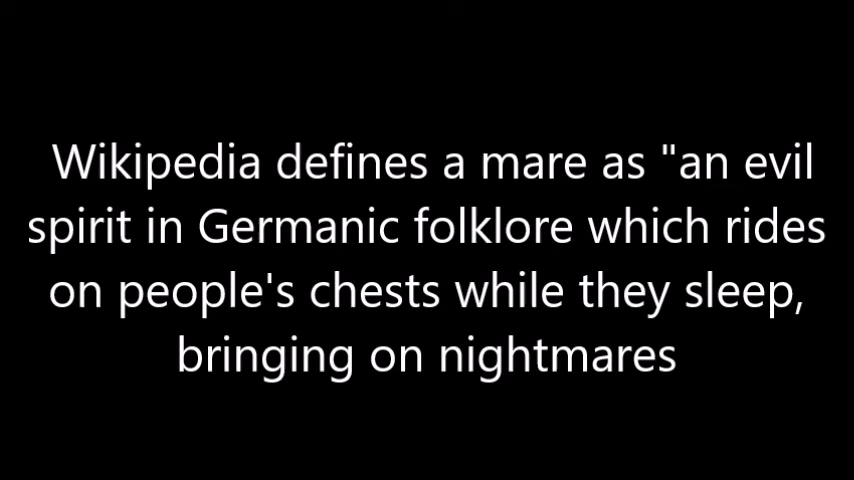 Wikipedia defines a mare as "an evil
spirit in Germanic folklore which rides
on people's chests while they sleep,
bringing on nightmares